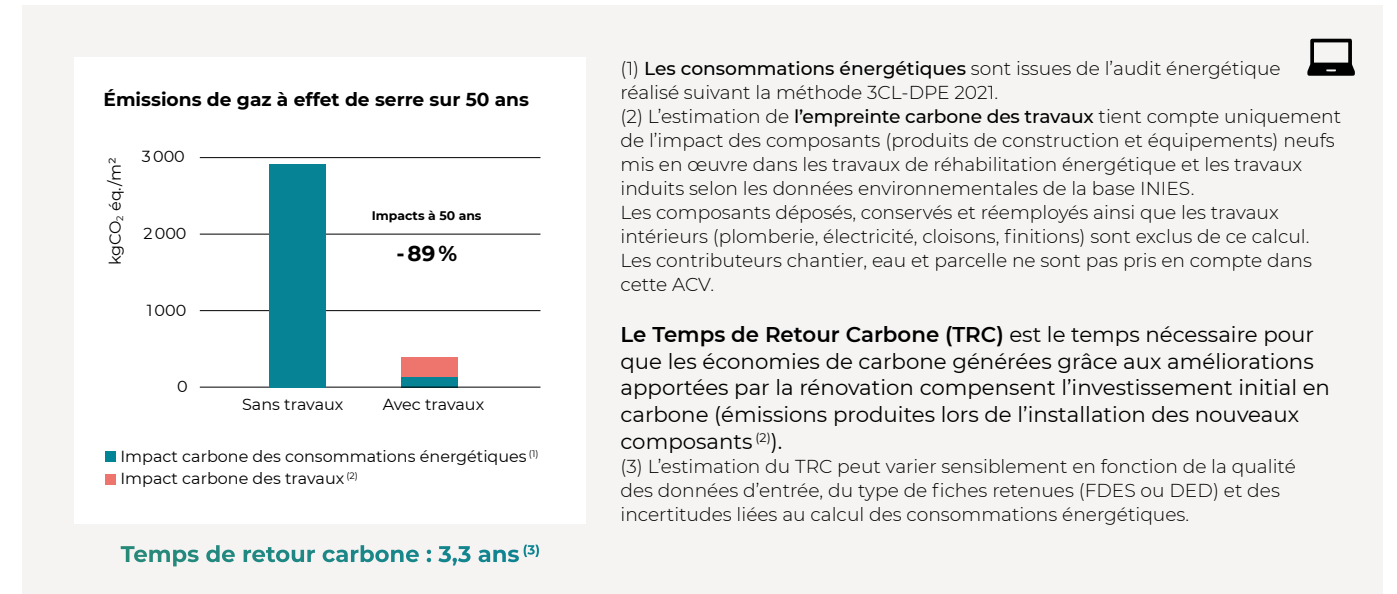 Émissions de gaz à effet de serre sur 50 ans
kgCO₂ éq./m²
3 000
2 000
1 000
0
Impacts à 50 ans
- 89 %
Sans travaux
Avec travaux
Impact carbone des consommations énergétiques (1)
Impact carbone des travaux (2)
Temps de retour carbone : 3,3 ans (3)
(1) Les consommations énergétiques sont issues de l’audit énergétique
réalisé suivant la méthode 3CL-DPE 2021.
(2) L’estimation de l’empreinte carbone des travaux tient compte uniquement
de l’impact des composants (produits de construction et équipements) neufs
mis en œuvre dans les travaux de réhabilitation énergétique et les travaux
induits selon les données environnementales de la base INIES.
Les composants déposés, conservés et réemployés ainsi que les travaux
intérieurs (plomberie, électricité, cloisons, finitions) sont exclus de ce calcul.
Les contributeurs chantier, eau et parcelle ne sont pas pris en compte dans
cette ACV.
Le Temps de Retour Carbone (TRC) est le temps nécessaire pour
que les économies de carbone générées grâce aux améliorations
apportées par la rénovation compensent l’investissement initial en
carbone (émissions produites lors de l’installation des nouveaux
composants (2)).
(3) L’estimation du TRC peut varier sensiblement en fonction de la qualité
des données d’entrée, du type de fiches retenues (FDES ou DED) et des
incertitudes liées au calcul des consommations énergétiques.